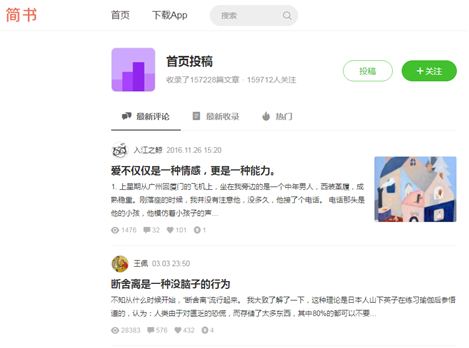 简书
首页 下载App 搜索
首页投稿
收录了157228篇文章 · 159712人关注
投稿 +关注
最新评论 最新收录 热门
入江之鲸 2016.11.26 15:20
爱不仅仅是一种情感，更是一种能力。
1. 上星期从广州回厦门的飞机上，坐在我旁边的是一个中年男人，西装革履，成
熟稳重。刚落座的时候，我并没有注意他，没多久，他接了个电话。 电话那头是
他的小孩，他模仿着小孩子的声...
1476 32 101 1
王佩 03.03 23:50
断舍离是一种没脑子的行为
不知从什么时候开始，“断舍离”流行起来。 我大致了解了一下，这种理论是日本人山下英子在练习瑜伽后参悟
道的，认为：人类由于对匮乏的恐慌，而存储了太多东西，其中80%的都可以不要...
28383 576 432 4